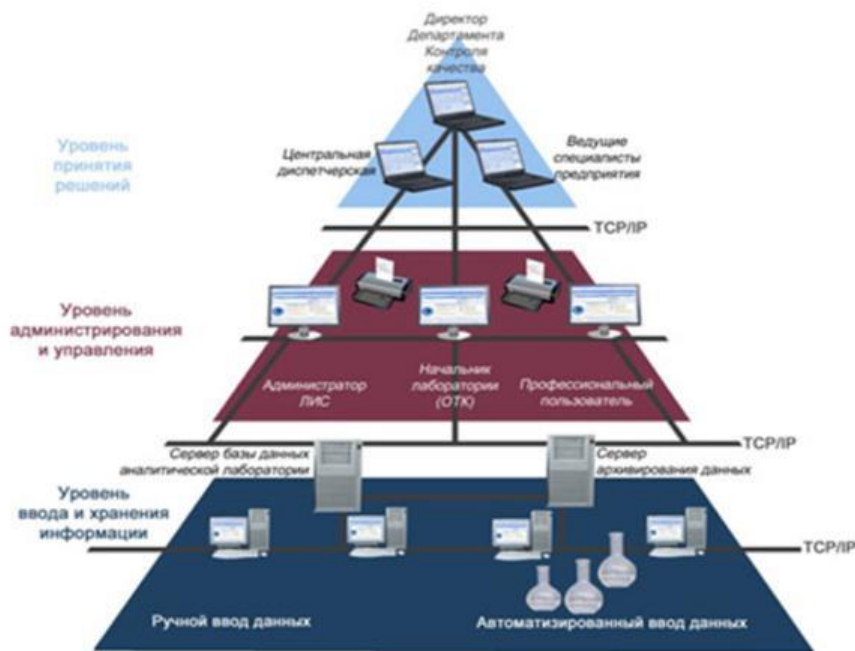 Директор
Департамента
Контроля
качества
Уровень
принятия
решений
Центральная
диспетчерская
Ведущие
специалисты
предприятия
TCP/IP
Уровень
администрирования
и управления
Администратор
ЛИС
Начальник
лаборатории
(ОТК)
Профессиональный
пользователь
TCP/IP
Сервер базы данных
аналитической лаборатории
Сервер
архивирования данных
Уровень
ввода и хранения
информации
TCP/IP
Ручной ввод данных
Автоматизированный ввод данных